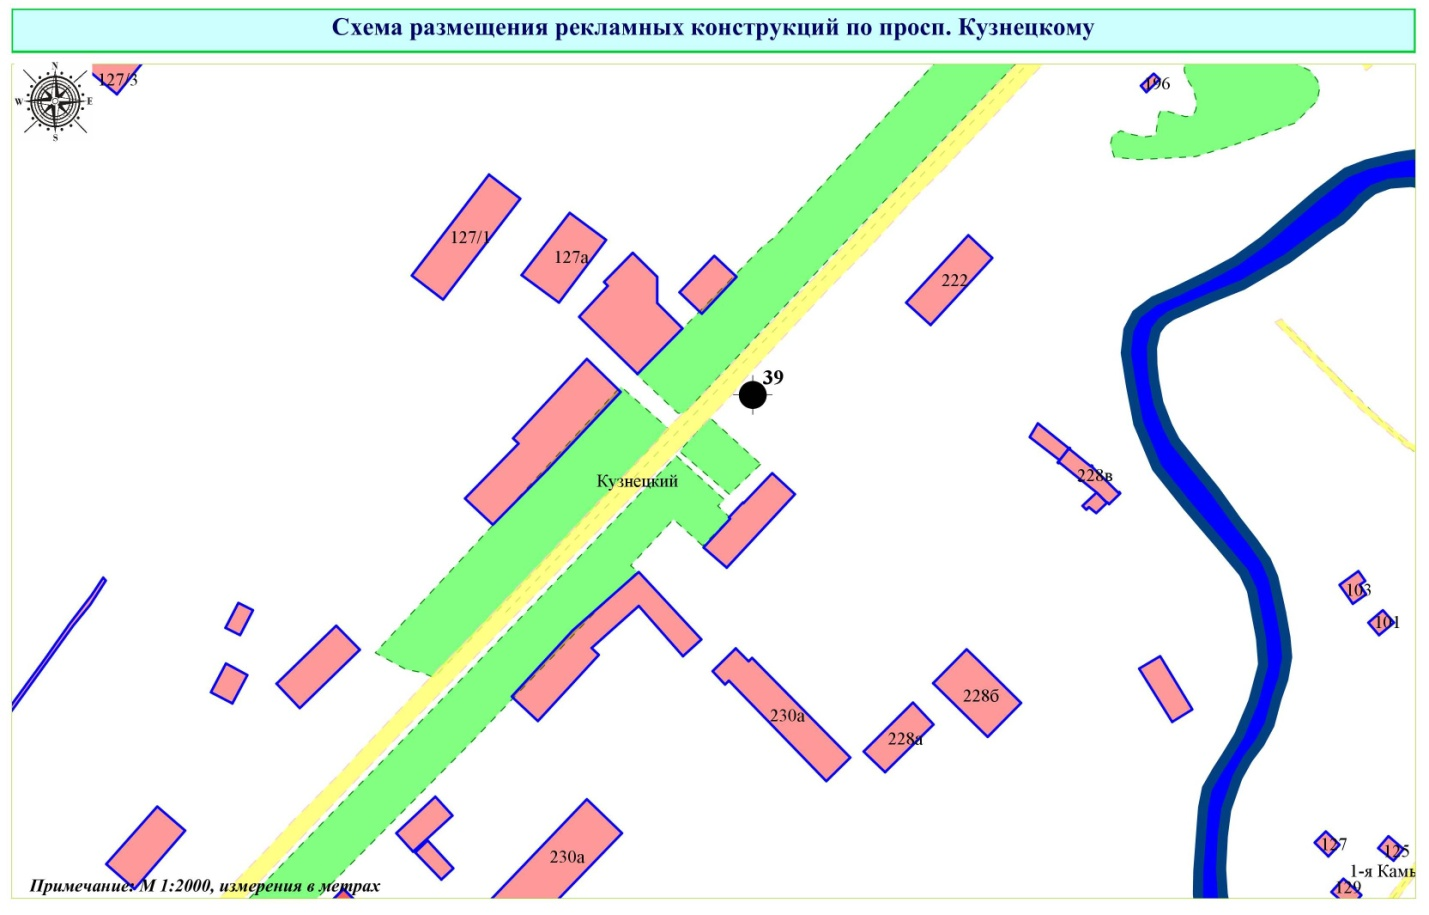 Схема размещения рекламных конструкций по просп. Кузнецкому
N
127/3
196
W
E
S
127/1
127а
222
39
228в
Кузнецкий
103
101
228б
230а
228а
127
125
230а
1-я Камы
Примечание: М 1:2000, измерения в метрах
129